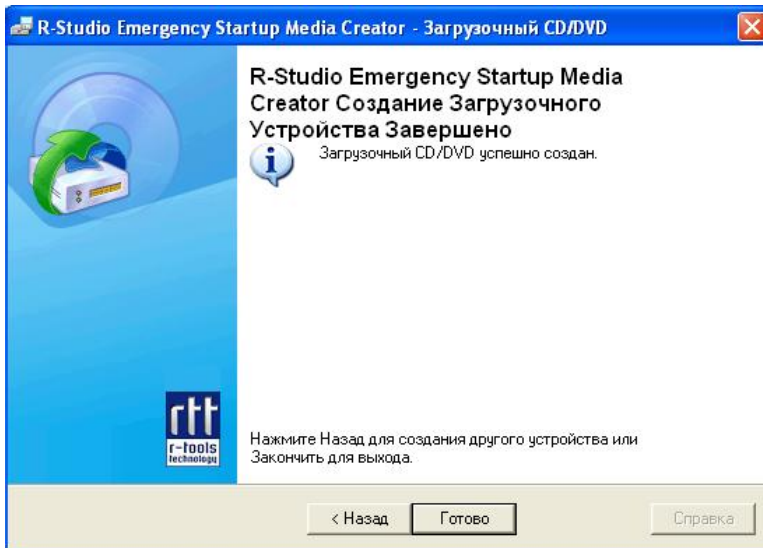 R-Studio Emergency Startup Media Creator - Загрузочный CD/DVD
R-Studio Emergency Startup Media
Creator Создание Загрузочного
Устройства Завершено
Загрузочный CD/DVD успешно создан.
rtt
r-tools
technology
Нажмите Назад для создания другого устройства или
Закончить для выхода.
< Назад
Готово
Справка